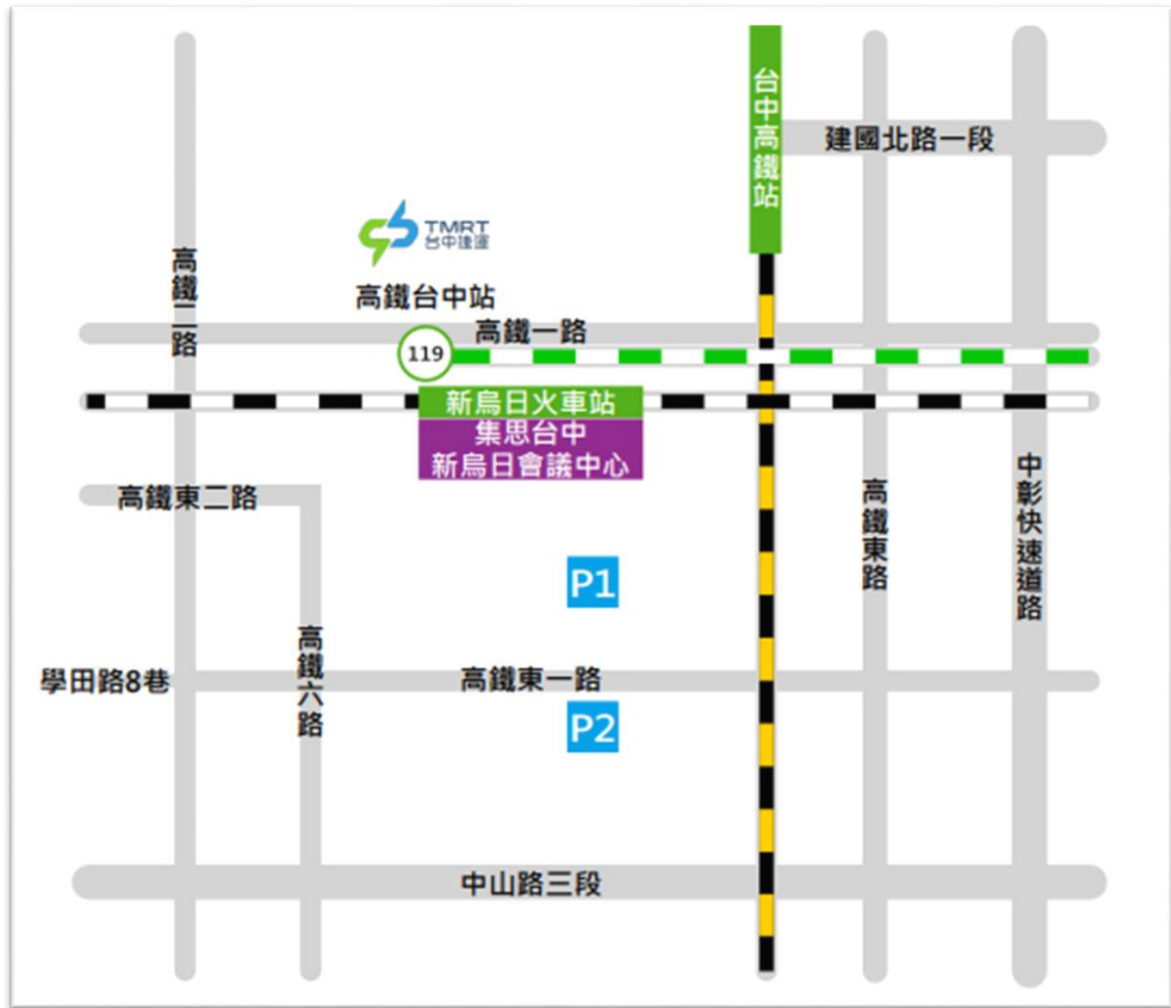 台中高鐵站
建國北路一段
TMRT
台中捷運
高鐵台中站
高鐵二路
高鐵一路
119
新烏日火車站
集思台中
新烏日會議中心
高鐵東二路
高鐵東路
中彰快速道路
P1
高鐵六路
學田路8巷
高鐵東一路
P2
中山路三段